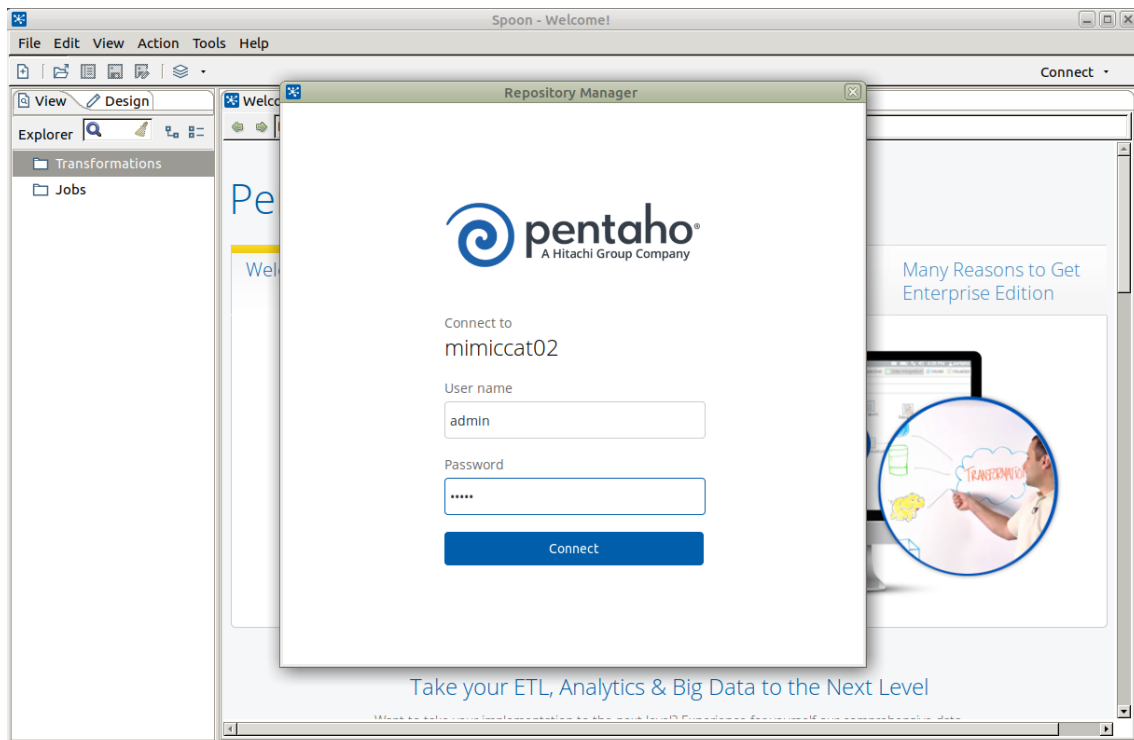 Spoon - Welcome!
File Edit View Action Tools Help
Connect
View Design
Welc
Repository Manager
Explorer
Transformations
Jobs
Pe
pentaho®
A Hitachi Group Company
Wel
Many Reasons to Get
Enterprise Edition
Connect to
mimiccat02
User name
admin
Password
•••••
Connect
TRANSFORMATION
Take your ETL, Analytics & Big Data to the Next Level